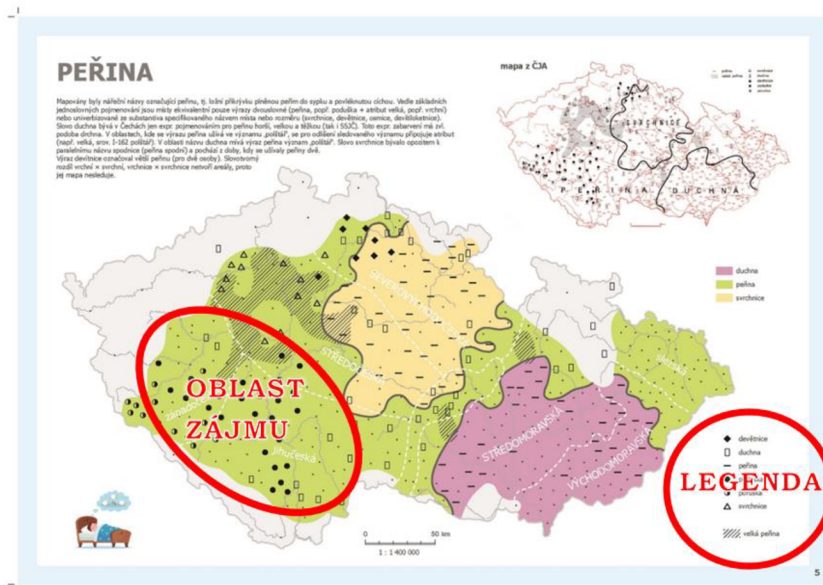 PEŘINA
mapa z ČJA
Mapovány byly nářeční názvy označující peřinu, tj. ložní přikrývku plněnou peřím do sypku a povléknutou cíchou. Vedle základních
jednoslovných pojmenování jsou místy ekvivalentní pouze výrazy dvouslovné (peřina, popř. poduška + atribut velká, popř. vrchní)
nebo univerbizované ze substantiva specifikovaného názvem místa nebo rozměru (svrchnice, devětnice, osmice, devítiloketnice).
Slovo duchna bývá v Čechách jen expr. pojmenováním pro peřinu horší, velkou a těžkou (tak i SSJČ). Toto expr. zabarvení má zvl.
podoba drchna. V oblastech, kde se výrazu peřina užívá ve významu „polštář", se pro odlišení sledovaného významu připojuje atribut
(např. velká, srov. I-162 polštář). V oblasti názvu duchna mívá výraz peřina význam „polštář". Slovo svrchnice bývalo opozitem k
paralelnímu názvu spodnice (peřina spodní) a pochází z doby, kdy se užívaly peřiny dvě.
Výraz devítnice označoval větší peřinu (pro dvě osoby). Slovotvorný
rozdíl vrchní × svrchní, vrchnice × svrchnice netvoří areály, proto
jej mapa nesleduje.
SVRCHNICE
PEŘINA
DUCHNA
duchna
peřina
svrchnice
SEVEROVÝCHODOČESKÁ
STŘEDOČESKÁ
OBLAST
ZÁJMU
jihočeská
STŘEDOMORAVSKÁ
VÝCHODOMORAVSKÁ
devětnice
duchna
peřina
LEGENDA
svrchnice
velká peřina
0 50 km
1 : 1 400 000
5